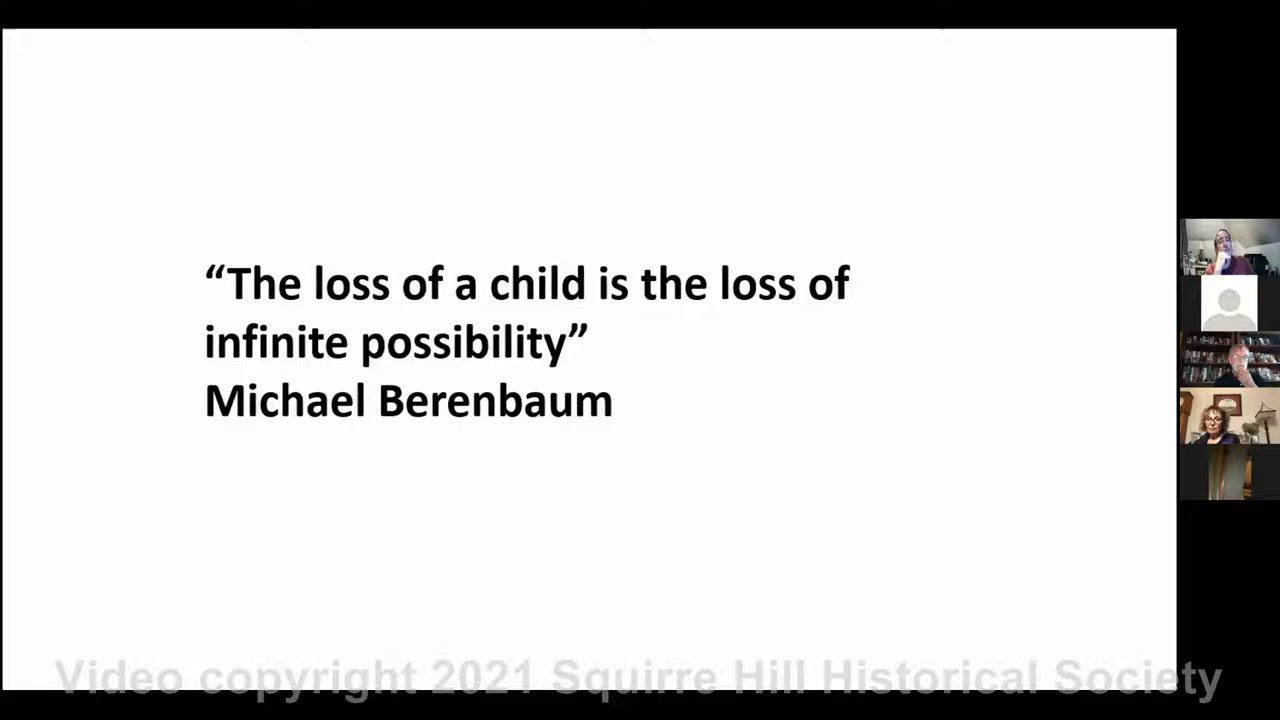 “The loss of a child is the loss of
infinite possibility”
Michael Berenbaum
Video copyright 2021 Squirre Hill Historical Society